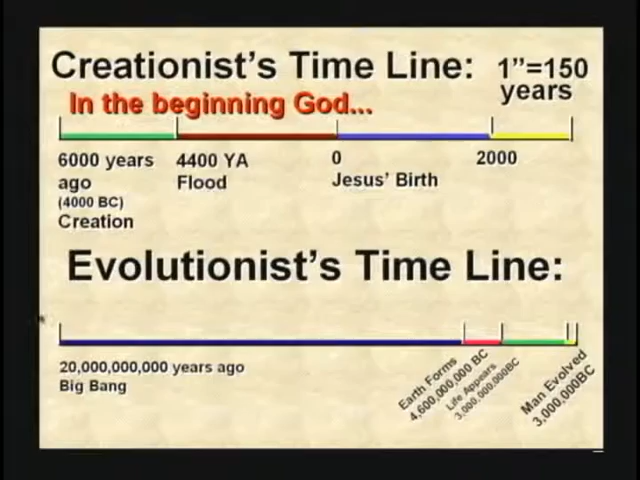 Creationist's Time Line: 1”=150 years
In the beginning God...
6000 years ago
(4000 BC)
Creation
4400 YA
Flood
0
Jesus' Birth
2000
Evolutionist's Time Line:
20,000,000,000 years ago
Big Bang
Earth Forms
4,600,000,000 BC
Life Appears
3,000,000,000BC
Man Evolved
3,000,000BC